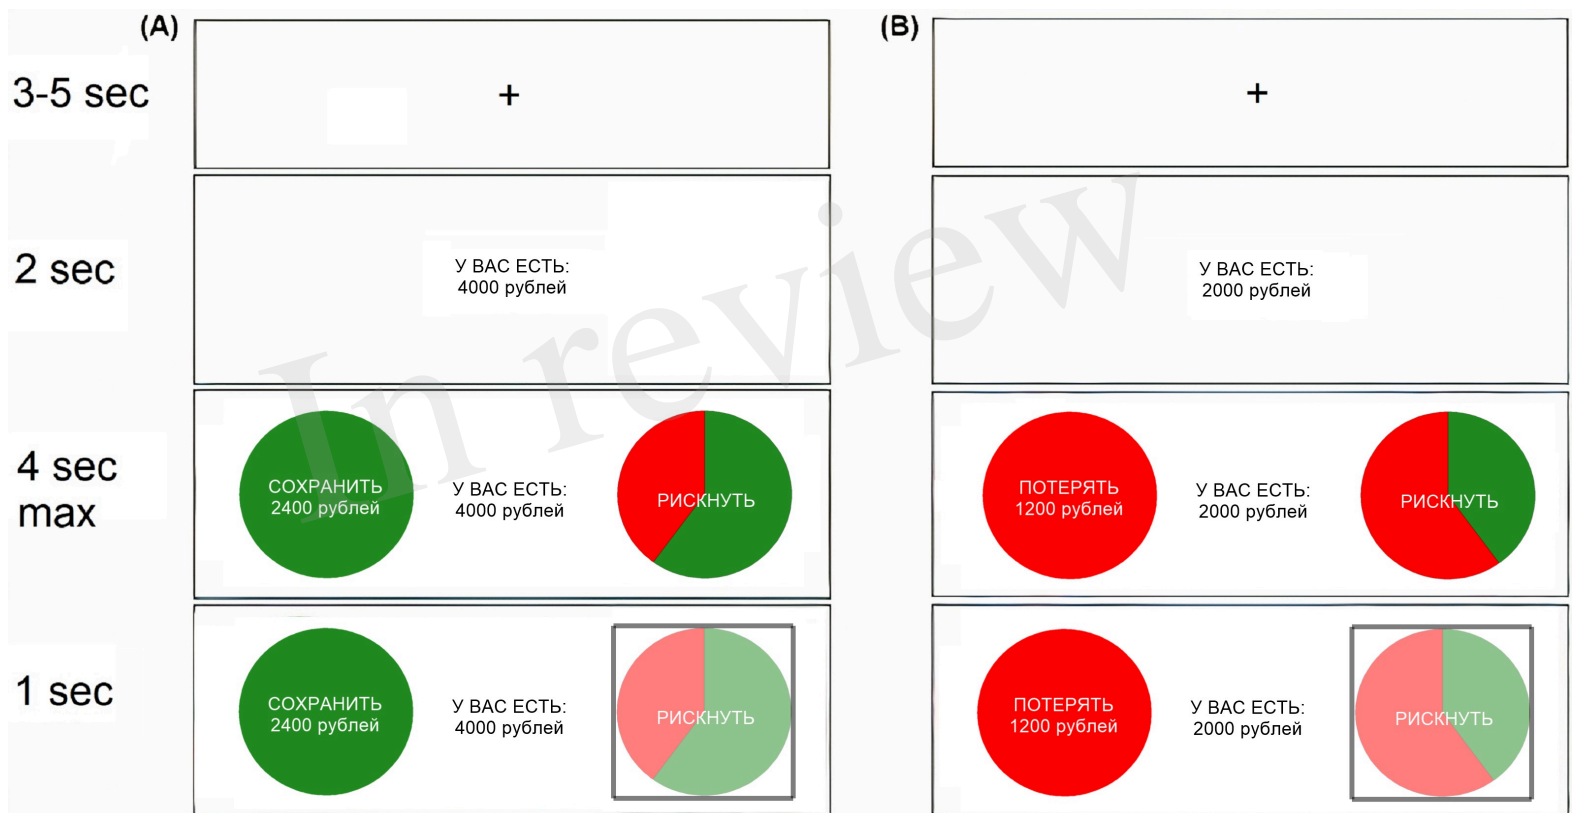 (A)
(B)
3-5 sec
+
+
2 sec
У ВАС ЕСТЬ:
4000 рублей
У ВАС ЕСТЬ:
2000 рублей
In review
4 sec
max
СОХРАНИТЬ
2400 рублей
У ВАС ЕСТЬ:
4000 рублей
РИСКНУТЬ
ПОТЕРЯТЬ
1200 рублей
У ВАС ЕСТЬ:
2000 рублей
РИСКНУТЬ
1 sec
СОХРАНИТЬ
2400 рублей
У ВАС ЕСТЬ:
4000 рублей
РИСКНУТЬ
ПОТЕРЯТЬ
1200 рублей
У ВАС ЕСТЬ:
2000 рублей
РИСКНУТЬ